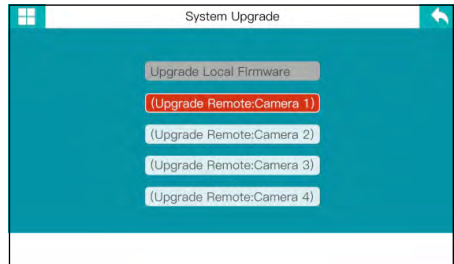 System Upgrade
Upgrade Local Firmware
(Upgrade Remote:Camera 1)
(Upgrade Remote:Camera 2)
(Upgrade Remote:Camera 3)
(Upgrade Remote:Camera 4)